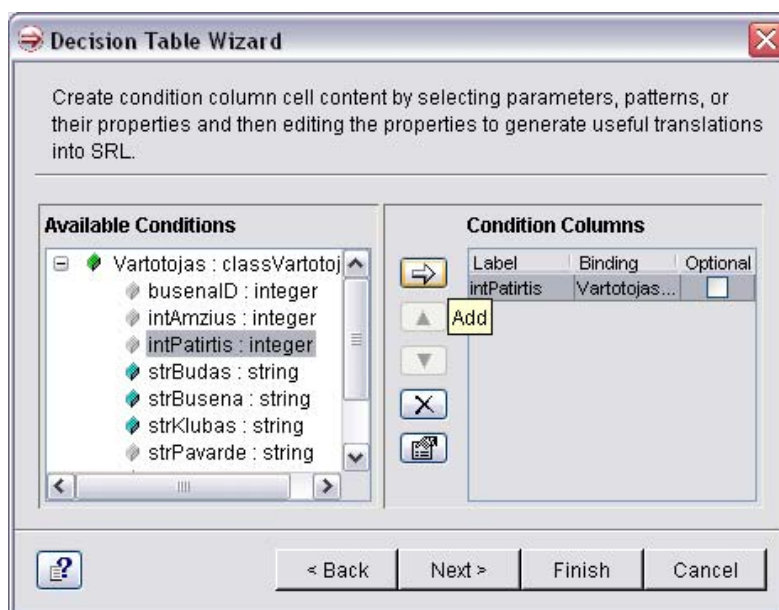 Decision Table Wizard
Create condition column cell content by selecting parameters, patterns, or
their properties and then editing the properties to generate useful translations
into SRL.
Available Conditions
Vartotojas : classVartotoj
busenaID : integer
intAmzius : integer
intPatirtis : integer
strBudas : string
strBusena : string
strKlubas : string
strPavarde : string
Add
Condition Columns
Label Binding Optional
intPatirtis Vartotojas...
< Back Next > Finish Cancel